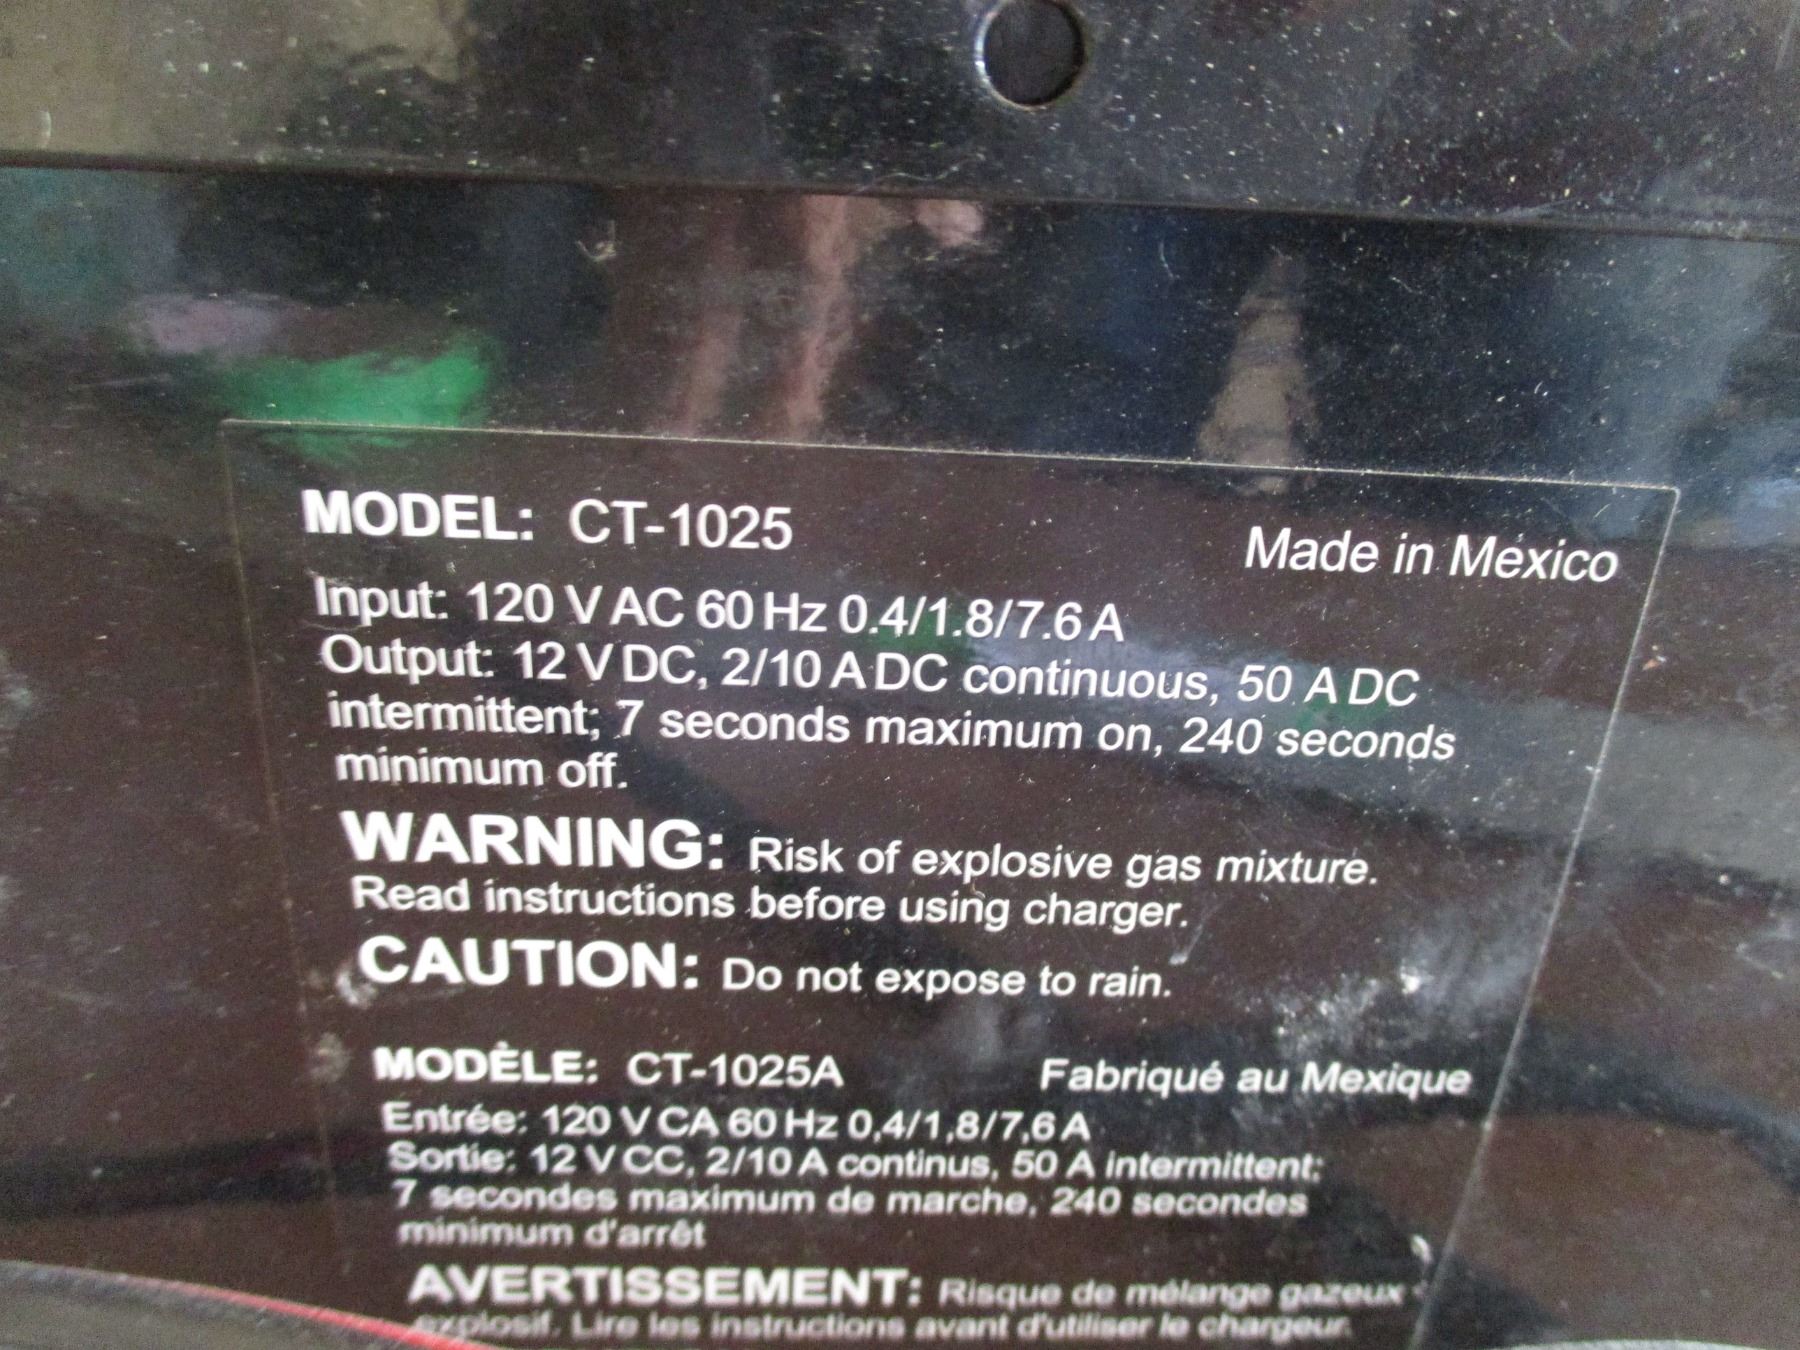 MODEL: CT-1025
Made in Mexico
Input: 120 V AC 60 Hz 0.4/1.8/7.6 A
Output: 12 V DC, 2/10 A DC continuous, 50 A DC
intermittent; 7 seconds maximum on, 240 seconds
minimum off.
WARNING: Risk of explosive gas mixture.
Read instructions before using charger.
CAUTION: Do not expose to rain.
MODÈLE: CT-1025A
Fabriqué au Mexique
Entrée: 120 V CA 60 Hz 0,4/1,8/7,6 A
Sortie: 12 V CC, 2/10 A continus, 50 A intermittent;
7 secondes maximum de marche, 240 secondes
minimum d'arrêt
AVERTISSEMENT: Risque de mélange gazeux
explosif. Lire les instructions avant d'utiliser le chargeur.